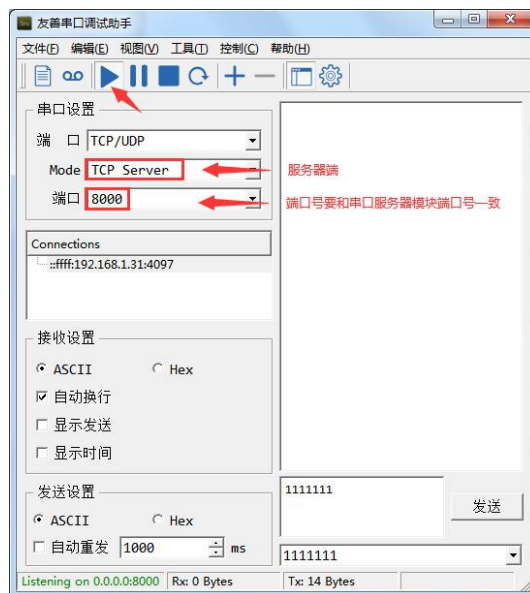 友善串口调试助手
文件(F) 编辑(E) 视图(V) 工具(T) 控制(C) 帮助(H)
串口设置
端 口 TCP/UDP
Mode TCP Server
服务器端
端口 8000
端口号要和串口服务器模块端口号一致
Connections
::ffff:192.168.1.31:4097
接收设置
ASCII Hex
自动换行
显示发送
显示时间
发送设置
ASCII Hex
自动重发 1000 ms
1111111
发送
1111111
Listening on 0.0.0.0:8000 Rx: 0 Bytes Tx: 14 Bytes